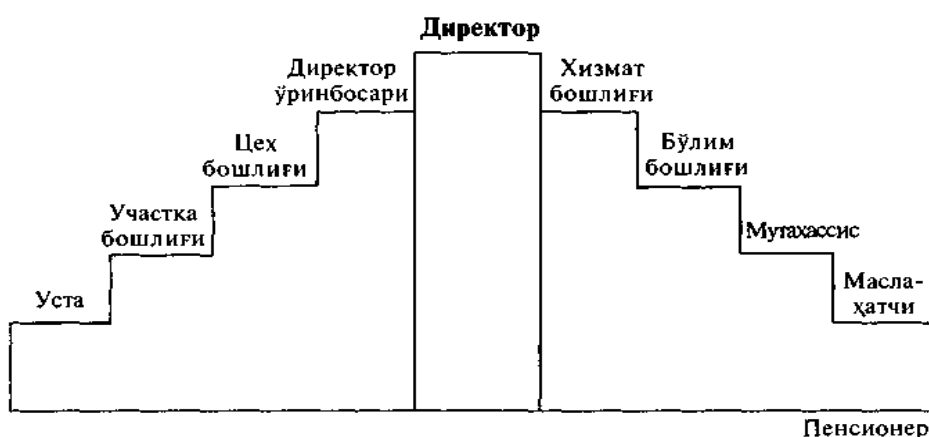 Директор
Директор
ўринбосари
Хизмат
бошлиғи
Цех
бошлиғи
Бўлим
бошлиғи
Участка
бошлиғи
Мутахассис
Уста
Масла-
ҳатчи
Пенсионер